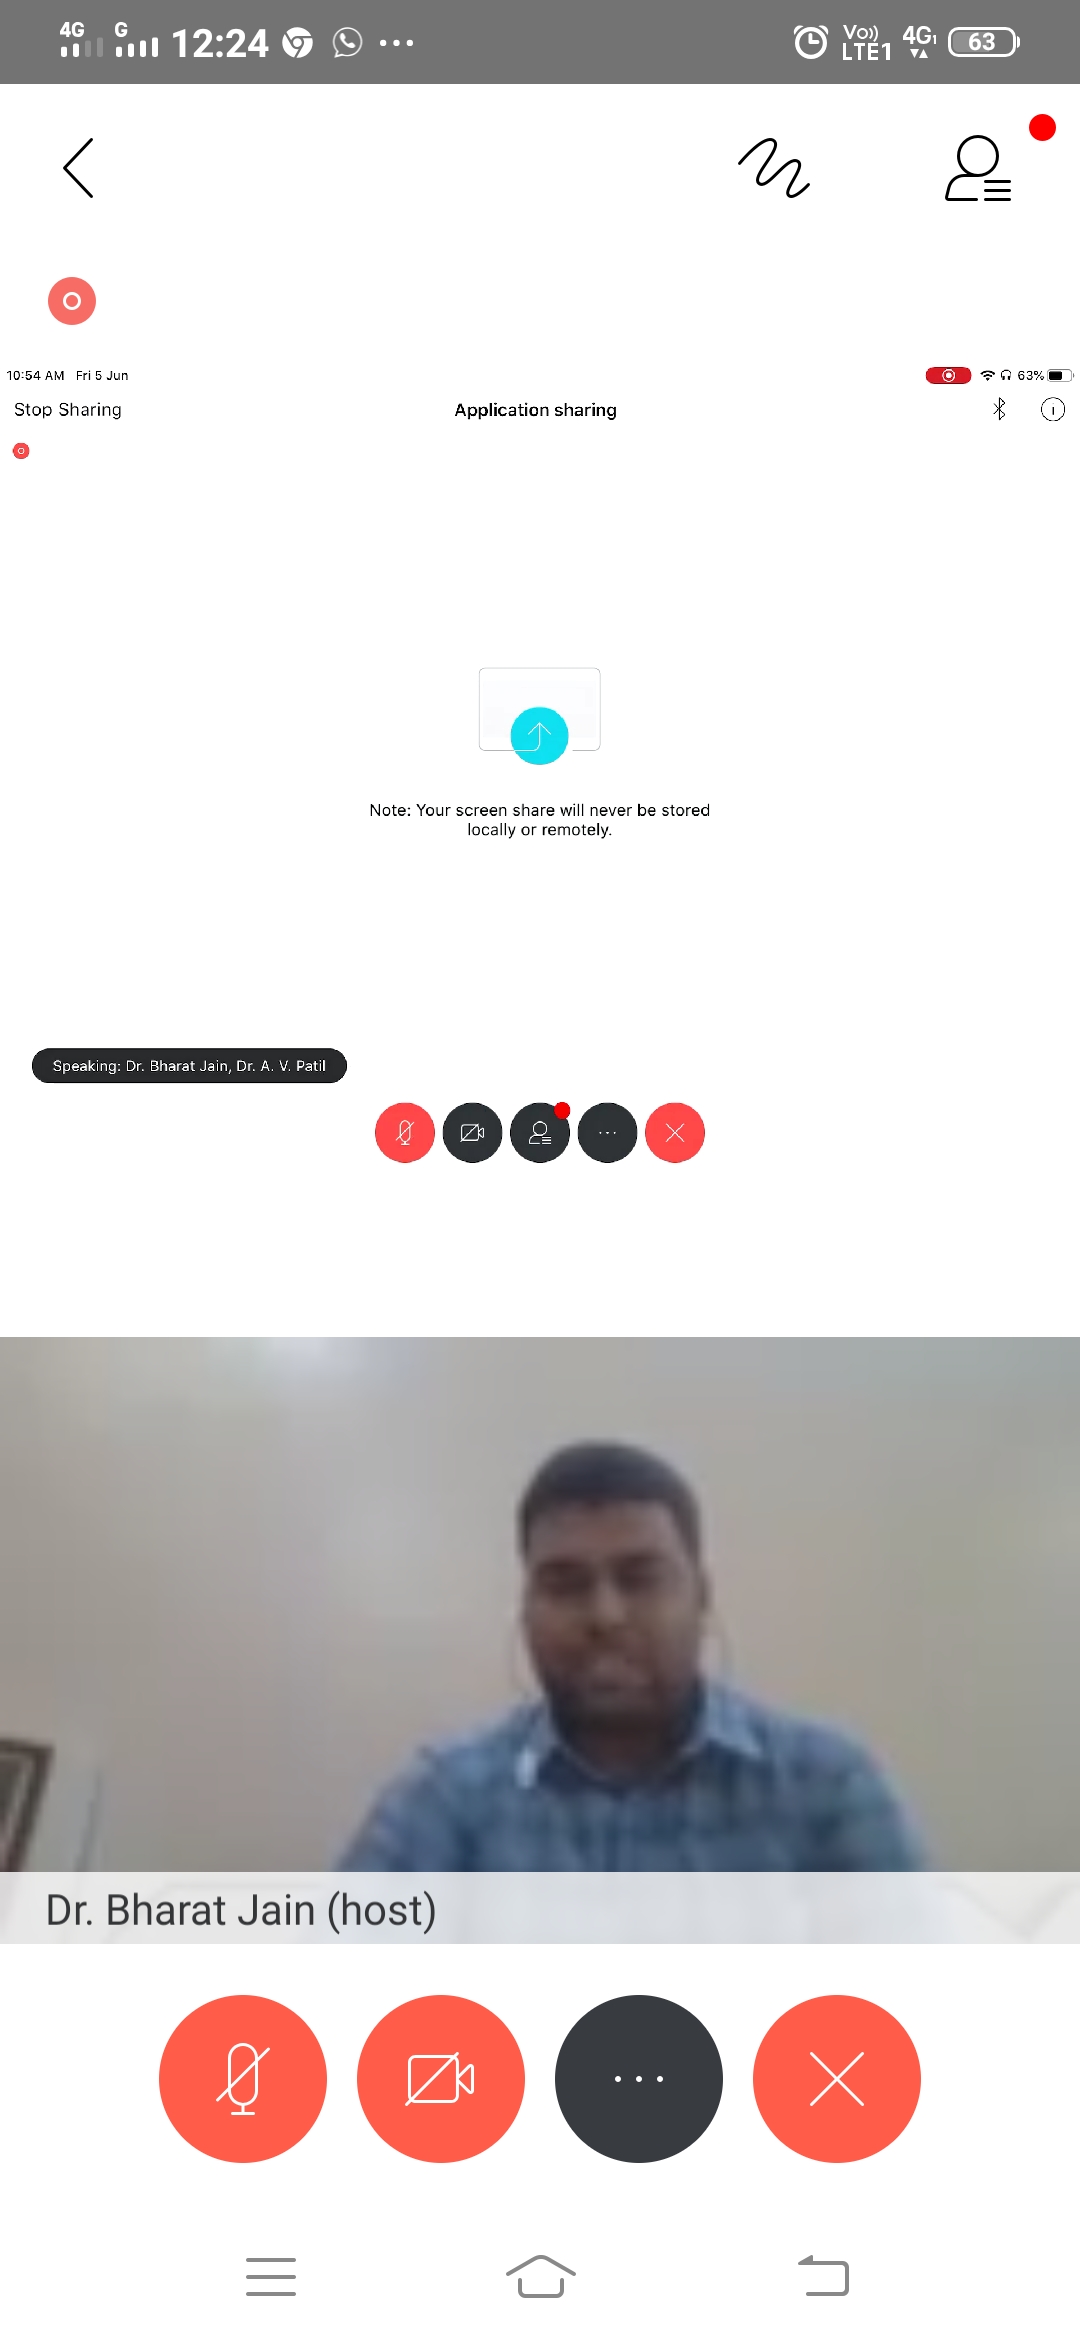 4G G 12:24 Vo)) LTE1 4G1 63
10:54 AM Fri 5 Jun 63%
Stop Sharing Application sharing
Note: Your screen share will never be stored
locally or remotely.
Speaking: Dr. Bharat Jain, Dr. A. V. Patil
Dr. Bharat Jain (host)